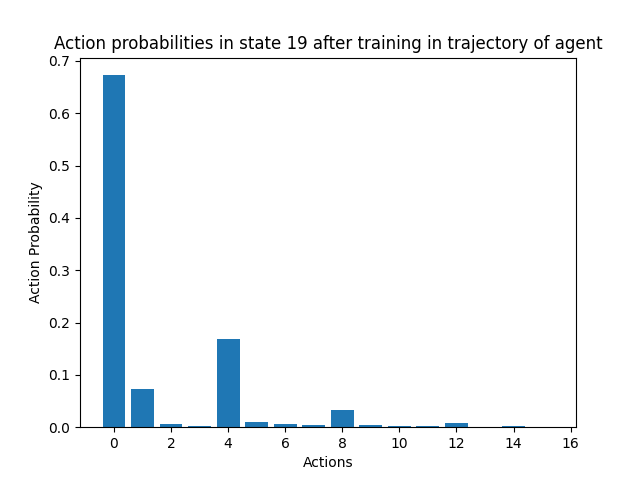 Action probabilities in state 19 after training in trajectory of agent
0.7
0.6
0.5
0.4
0.3
0.2
0.1
0.0
Action Probability
0 2 4 6 8 10 12 14 16
Actions